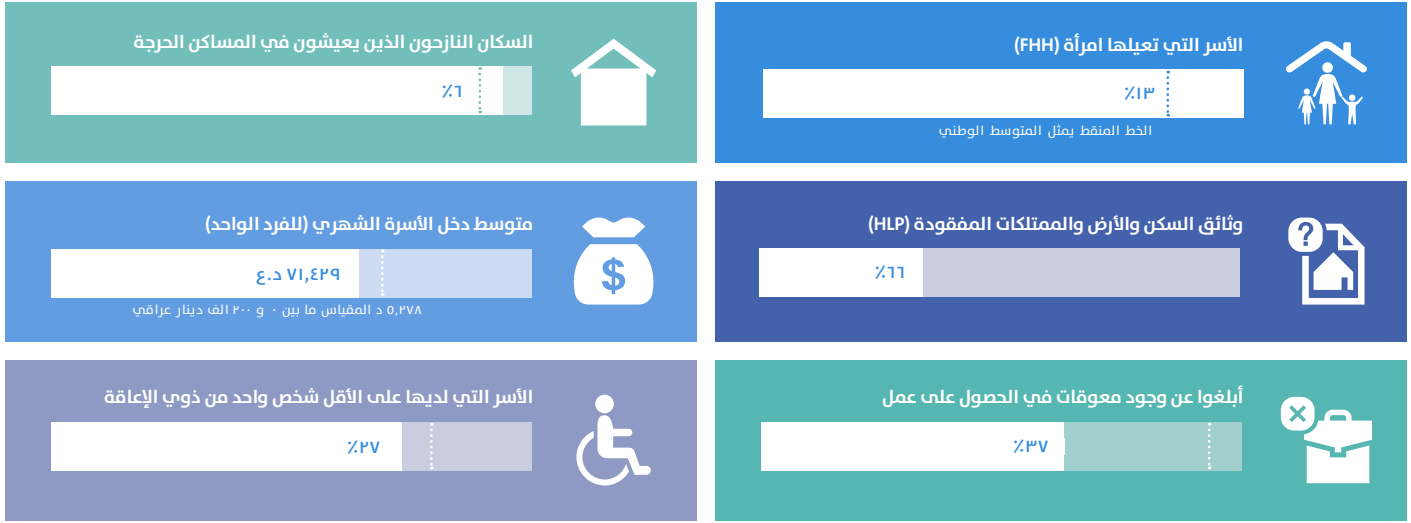 الأسر التي تعيلها امرأة (FHH)
٪١٣
الخط المنقط يمثل المتوسط الوطني
السكان النازحون الذين يعيشون في المساكن الحرجة
٪٦
وثائق السكن والأرض والممتلكات المفقودة (HLP)
٪٦٦
متوسط دخل الأسرة الشهري (للفرد الواحد)
٧١,٤٢٩ د.ع
٥,٢٧٨ د المقياس ما بين ٠ و ٢٠٠ الف دينار عراقي
أبلغوا عن وجود معوقات في الحصول على عمل
٪٣٧
الأسر التي لديها على الأقل شخص واحد من ذوي الإعاقة
٪٢٧